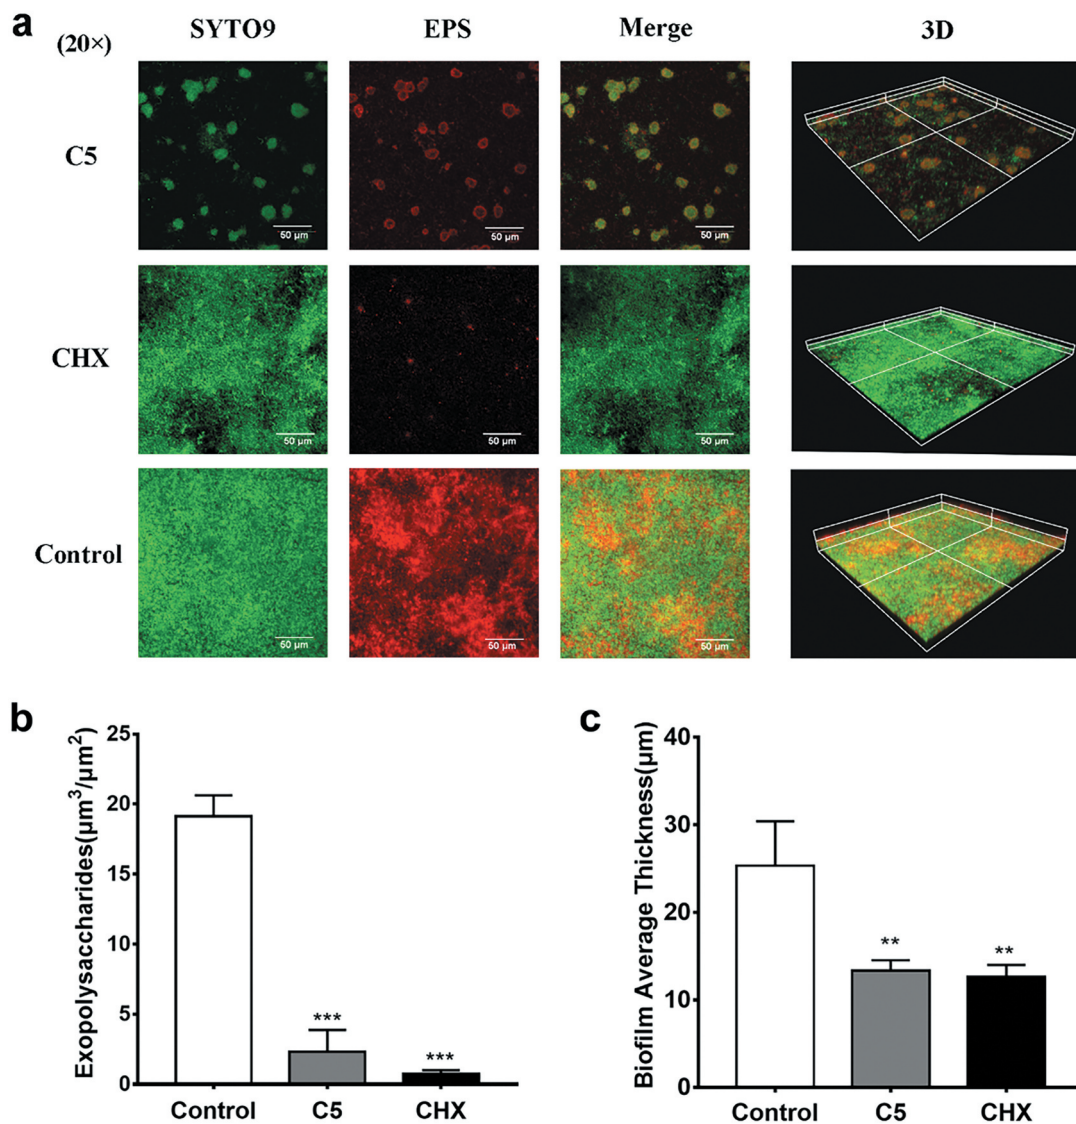 a
(20×) SYTO9 EPS Merge 3D
C5
50 µm 50 µm 50 µm
CHX
50 µm 50 µm 50 µm
Control
50 µm 50 µm 50 µm
b
Exopolysaccharides(µm³/µm²)
25
20
15
10
5
0
***
***
Control C5 CHX
c
Biofilm Average Thickness(µm)
40
30
20
10
0
**
**
Control C5 CHX